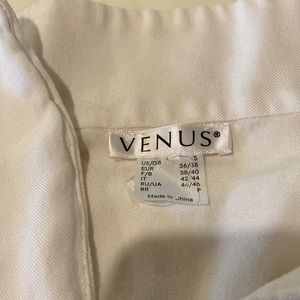 VENUS®
US/GB S
EUR 36/38
F/B 38/40
IT 42/44
RU/UA 44/46
BR P
Made in China